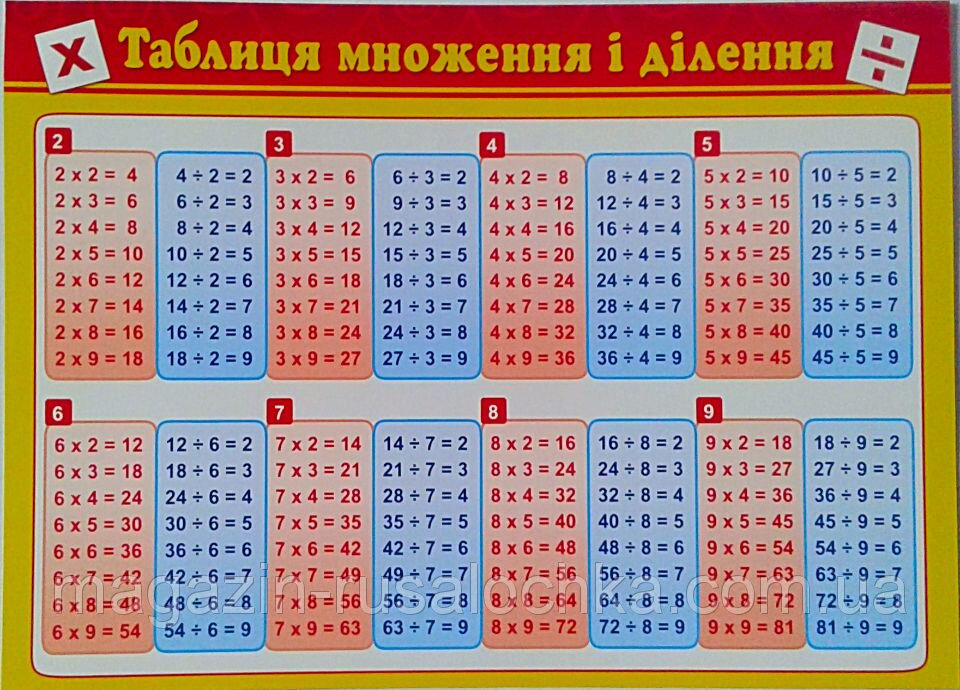 x Таблиця множення і ділення ÷
2 3 4 5
2 x 2 = 4 4 ÷ 2 = 2 3 x 2 = 6 6 ÷ 3 = 2 4 x 2 = 8 8 ÷ 4 = 2 5 x 2 = 10 10 ÷ 5 = 2
2 x 3 = 6 6 ÷ 2 = 3 3 x 3 = 9 9 ÷ 3 = 3 4 x 3 = 12 12 ÷ 4 = 3 5 x 3 = 15 15 ÷ 5 = 3
2 x 4 = 8 8 ÷ 2 = 4 3 x 4 = 12 12 ÷ 3 = 4 4 x 4 = 16 16 ÷ 4 = 4 5 x 4 = 20 20 ÷ 5 = 4
2 x 5 = 10 10 ÷ 2 = 5 3 x 5 = 15 15 ÷ 3 = 5 4 x 5 = 20 20 ÷ 4 = 5 5 x 5 = 25 25 ÷ 5 = 5
2 x 6 = 12 12 ÷ 2 = 6 3 x 6 = 18 18 ÷ 3 = 6 4 x 6 = 24 24 ÷ 4 = 6 5 x 6 = 30 30 ÷ 5 = 6
2 x 7 = 14 14 ÷ 2 = 7 3 x 7 = 21 21 ÷ 3 = 7 4 x 7 = 28 28 ÷ 4 = 7 5 x 7 = 35 35 ÷ 5 = 7
2 x 8 = 16 16 ÷ 2 = 8 3 x 8 = 24 24 ÷ 3 = 8 4 x 8 = 32 32 ÷ 4 = 8 5 x 8 = 40 40 ÷ 5 = 8
2 x 9 = 18 18 ÷ 2 = 9 3 x 9 = 27 27 ÷ 3 = 9 4 x 9 = 36 36 ÷ 4 = 9 5 x 9 = 45 45 ÷ 5 = 9
6 7 8 9
6 x 2 = 12 12 ÷ 6 = 2 7 x 2 = 14 14 ÷ 7 = 2 8 x 2 = 16 16 ÷ 8 = 2 9 x 2 = 18 18 ÷ 9 = 2
6 x 3 = 18 18 ÷ 6 = 3 7 x 3 = 21 21 ÷ 7 = 3 8 x 3 = 24 24 ÷ 8 = 3 9 x 3 = 27 27 ÷ 9 = 3
6 x 4 = 24 24 ÷ 6 = 4 7 x 4 = 28 28 ÷ 7 = 4 8 x 4 = 32 32 ÷ 8 = 4 9 x 4 = 36 36 ÷ 9 = 4
6 x 5 = 30 30 ÷ 6 = 5 7 x 5 = 35 35 ÷ 7 = 5 8 x 5 = 40 40 ÷ 8 = 5 9 x 5 = 45 45 ÷ 9 = 5
6 x 6 = 36 36 ÷ 6 = 6 7 x 6 = 42 42 ÷ 7 = 6 8 x 6 = 48 48 ÷ 8 = 6 9 x 6 = 54 54 ÷ 9 = 6
6 x 7 = 42 42 ÷ 6 = 7 7 x 7 = 49 49 ÷ 7 = 7 8 x 7 = 56 56 ÷ 8 = 7 9 x 7 = 63 63 ÷ 9 = 7
6 x 8 = 48 48 ÷ 6 = 8 7 x 8 = 56 56 ÷ 7 = 8 8 x 8 = 64 64 ÷ 8 = 8 9 x 8 = 72 72 ÷ 9 = 8
6 x 9 = 54 54 ÷ 6 = 9 7 x 9 = 63 63 ÷ 7 = 9 8 x 9 = 72 72 ÷ 8 = 9 9 x 9 = 81 81 ÷ 9 = 9
magazin-rusalochka.com.ua